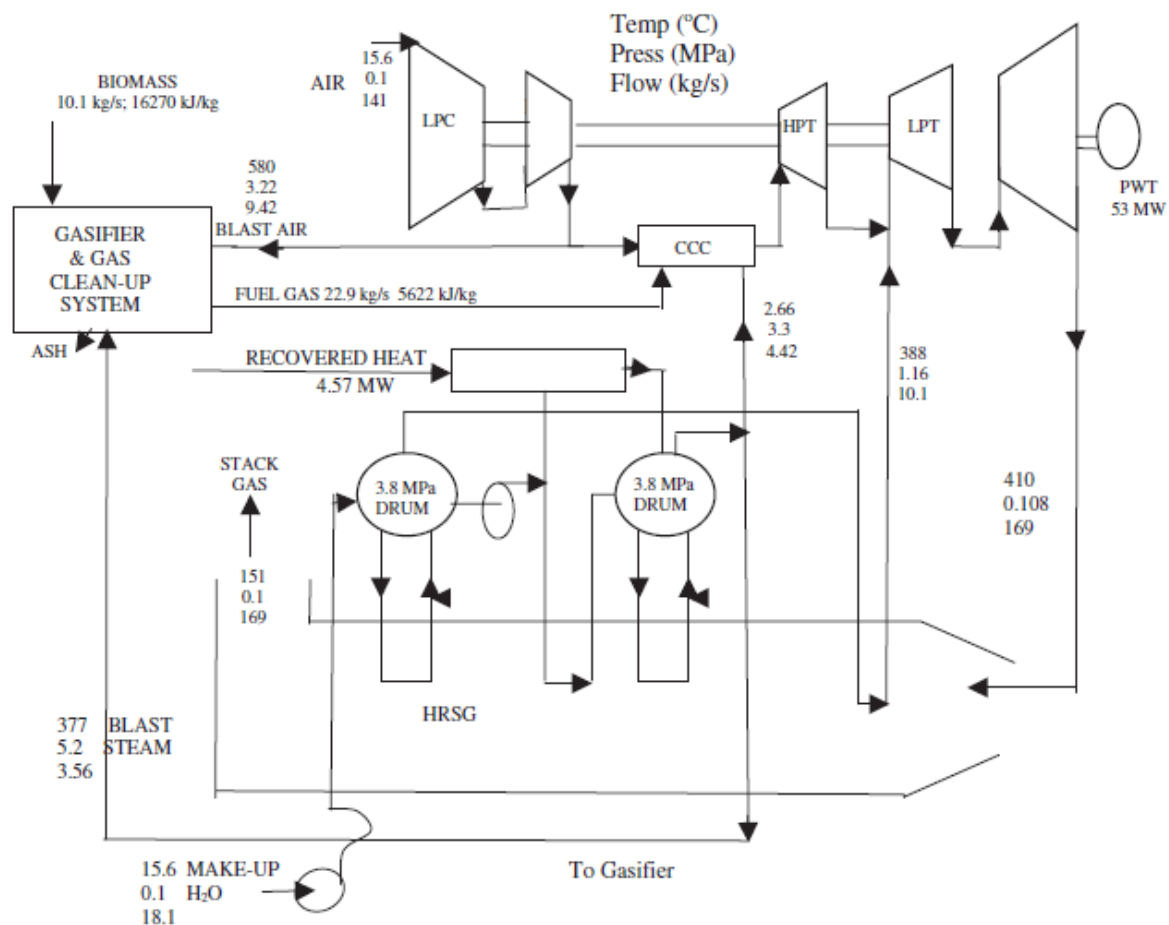 Temp (°C)
Press (MPa)
Flow (kg/s)
BIOMASS
10.1 kg/s; 16270 kJ/kg
AIR
15.6
0.1
141
LPC
HPT
LPT
PWT
53 MW
580
3.22
9.42
BLAST AIR
GASIFIER
& GAS
CLEAN-UP
SYSTEM
CCC
FUEL GAS 22.9 kg/s 5622 kJ/kg
ASH
2.66
3.3
4.42
RECOVERED HEAT
4.57 MW
388
1.16
10.1
STACK
GAS
3.8 MPa
DRUM
3.8 MPa
DRUM
410
0.108
169
151
0.1
169
HRSG
377 BLAST
5.2 STEAM
3.56
15.6 MAKE-UP
0.1 H₂O
18.1
To Gasifier